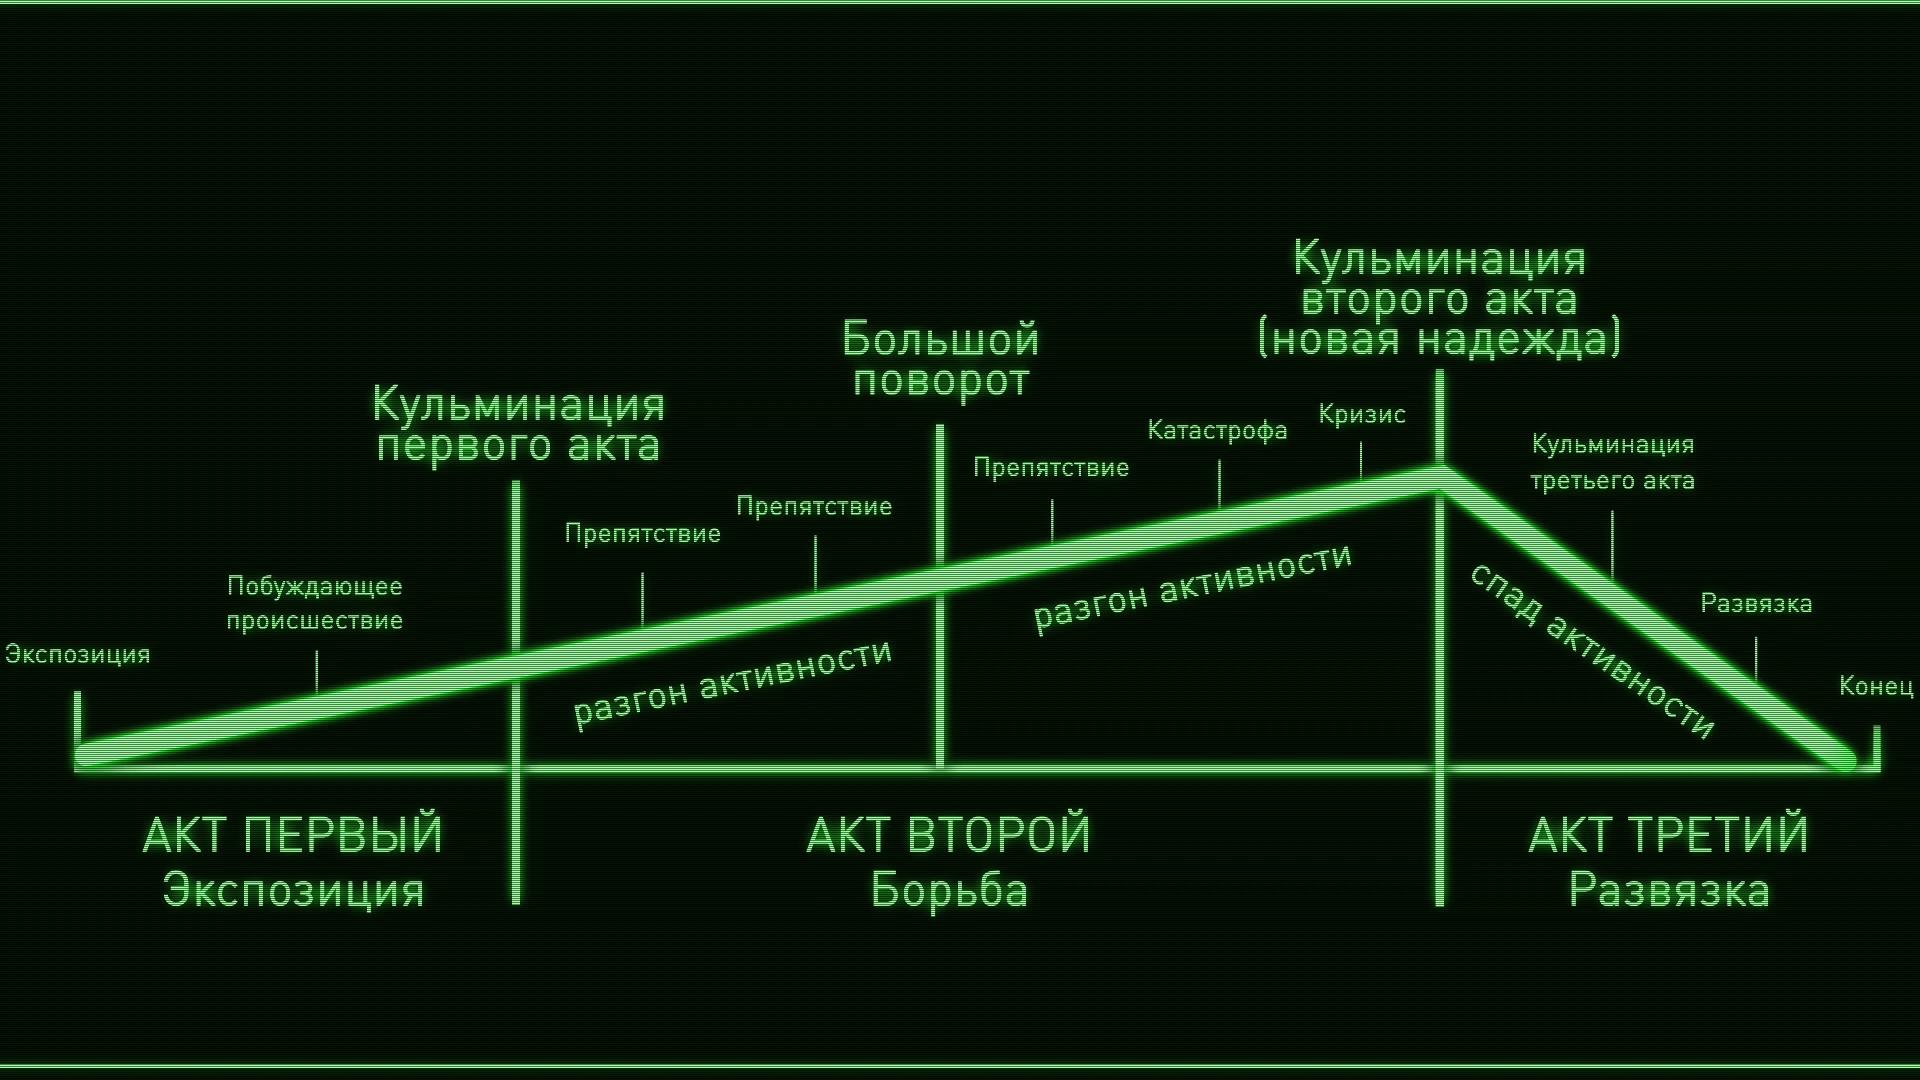 Кульминация
второго акта
(новая надежда)
Большой
поворот
Кульминация
первого акта
Экспозиция
Побуждающее
происшествие
Препятствие
Препятствие
Препятствие
Катастрофа
Кризис
Кульминация
третьего акта
Развязка
Конец
разгон активности
разгон активности
спад активности
АКТ ПЕРВЫЙ
Экспозиция
АКТ ВТОРОЙ
Борьба
АКТ ТРЕТИЙ
Развязка